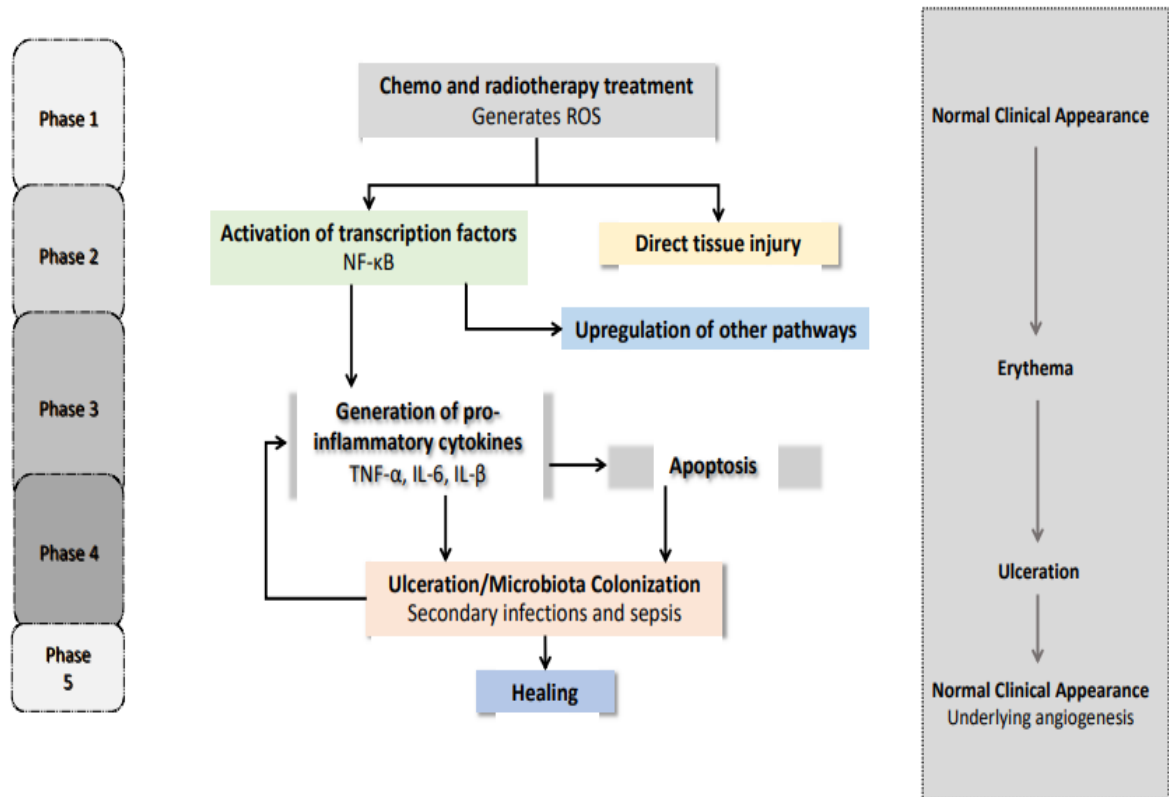 Phase 1
Chemo and radiotherapy treatment
Generates ROS
Normal Clinical Appearance
Phase 2
Activation of transcription factors
NF-κB
Direct tissue injury
Upregulation of other pathways
Erythema
Phase 3
Generation of pro-
inflammatory cytokines
TNF-α, IL-6, IL-β
Apoptosis
Phase 4
Ulceration/Microbiota Colonization
Secondary infections and sepsis
Ulceration
Phase
5
Healing
Normal Clinical Appearance
Underlying angiogenesis